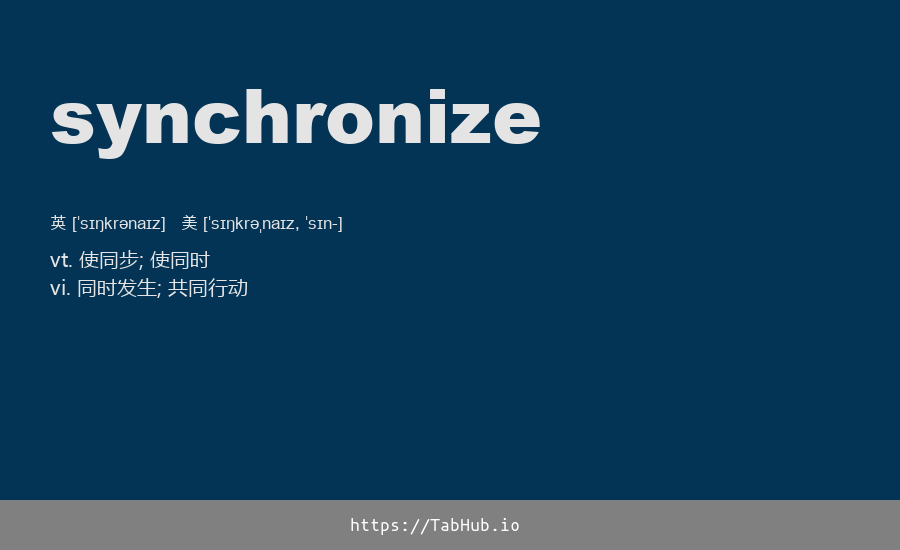 synchronize
英 [ˈsɪŋkrənaɪz] 美 [ˈsɪŋkrəˌnaɪz, ˈsɪn-]
vt. 使同步; 使同时
vi. 同时发生; 共同行动
https://TabHub.io